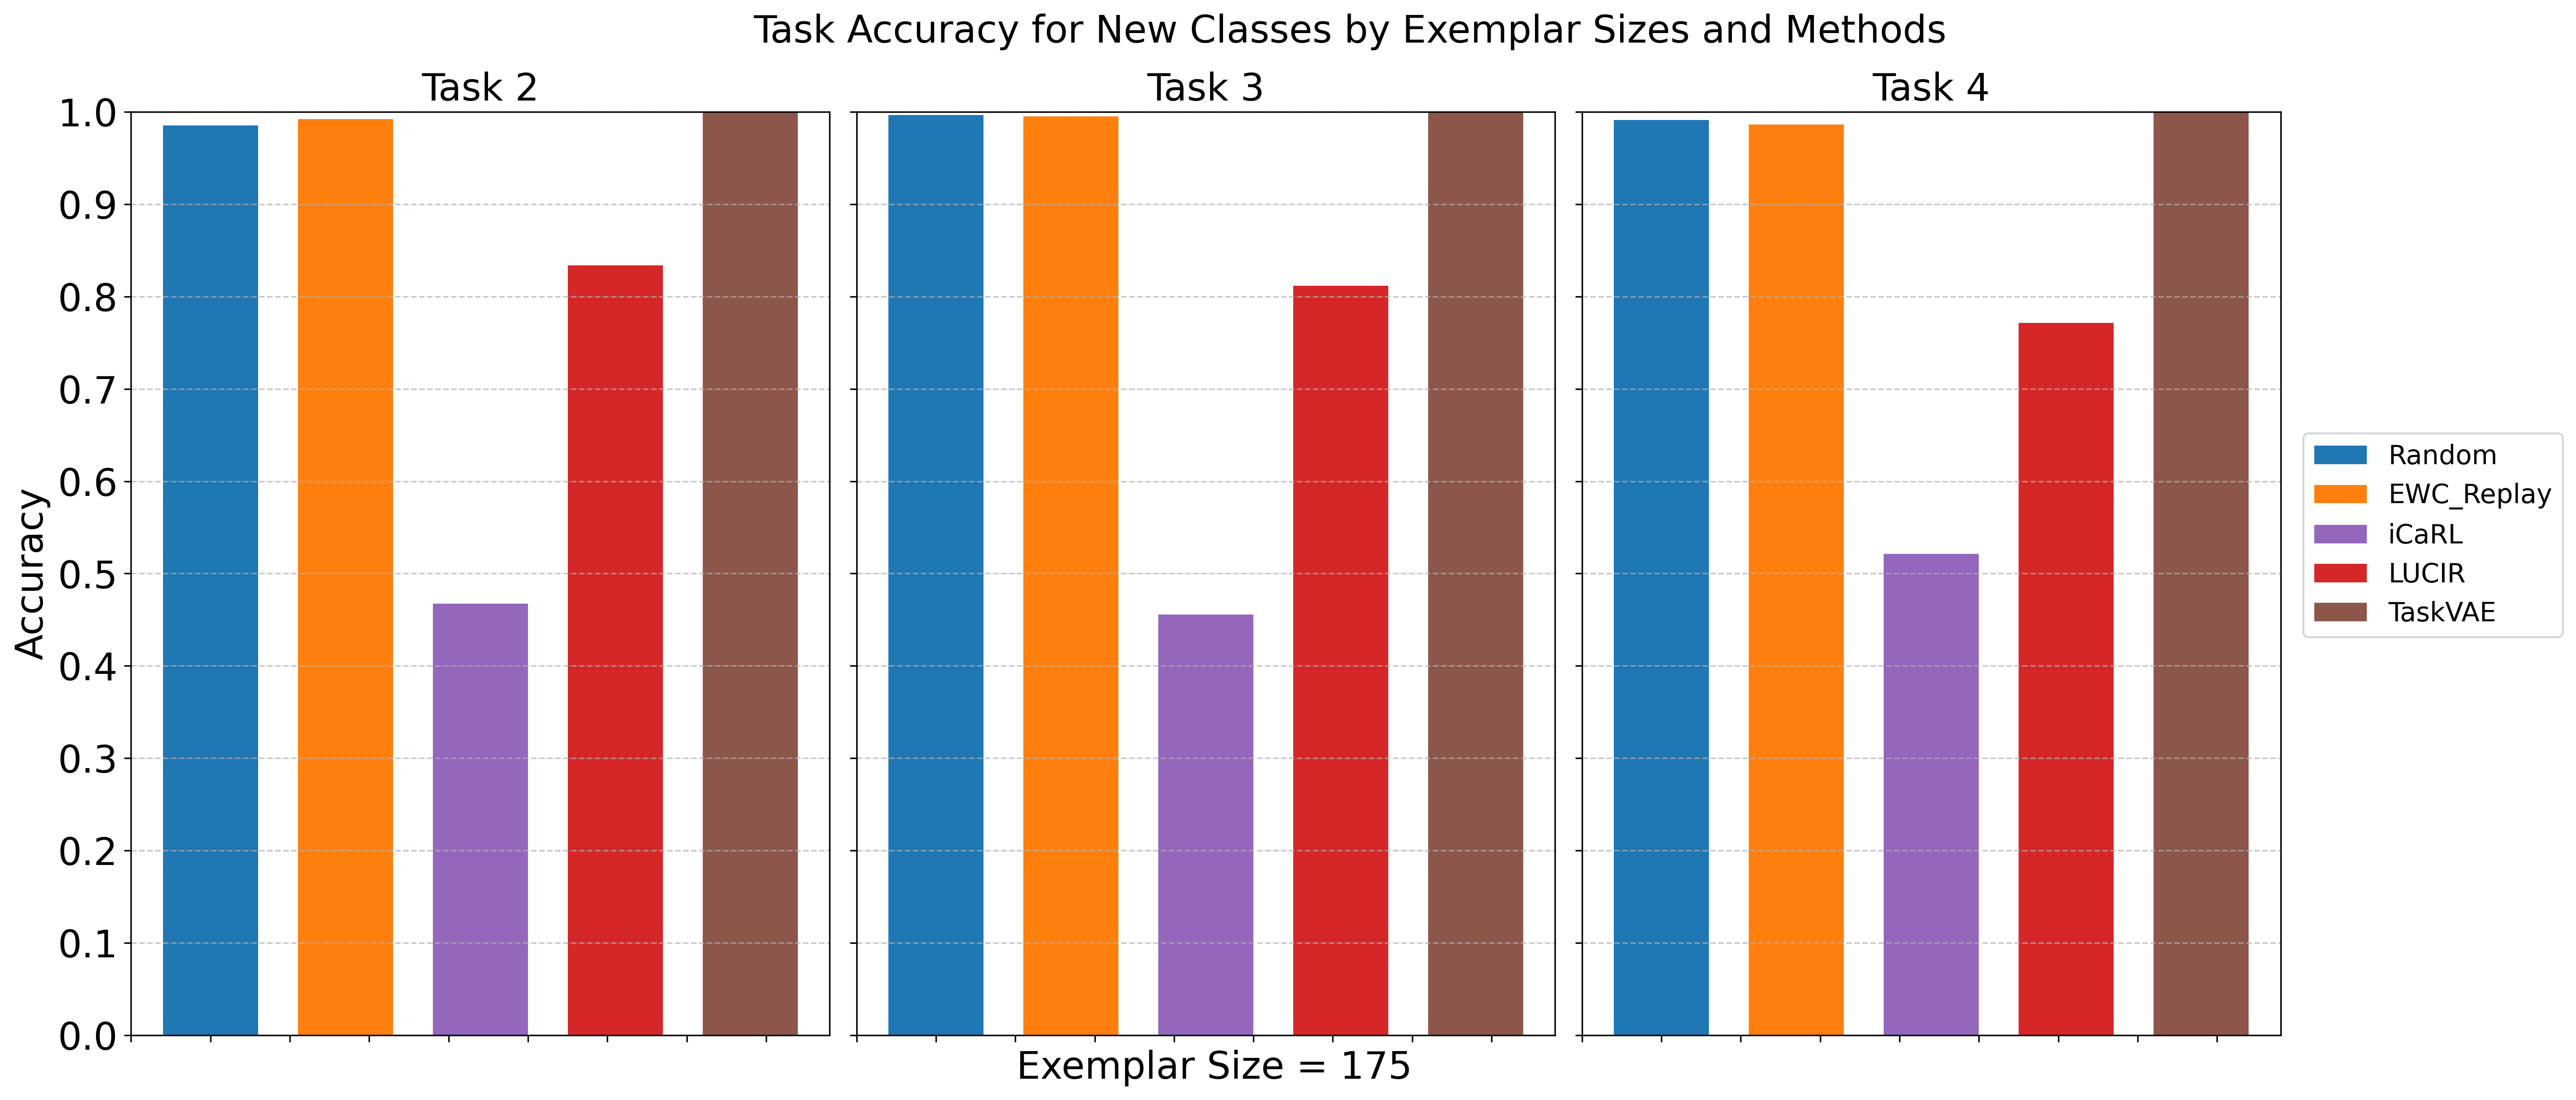 Task Accuracy for New Classes by Exemplar Sizes and Methods
Task 2
Task 3
Task 4
Accuracy
1.0
0.9
0.8
0.7
0.6
0.5
0.4
0.3
0.2
0.1
0.0
Exemplar Size = 175
Random
EWC_Replay
iCaRL
LUCIR
TaskVAE